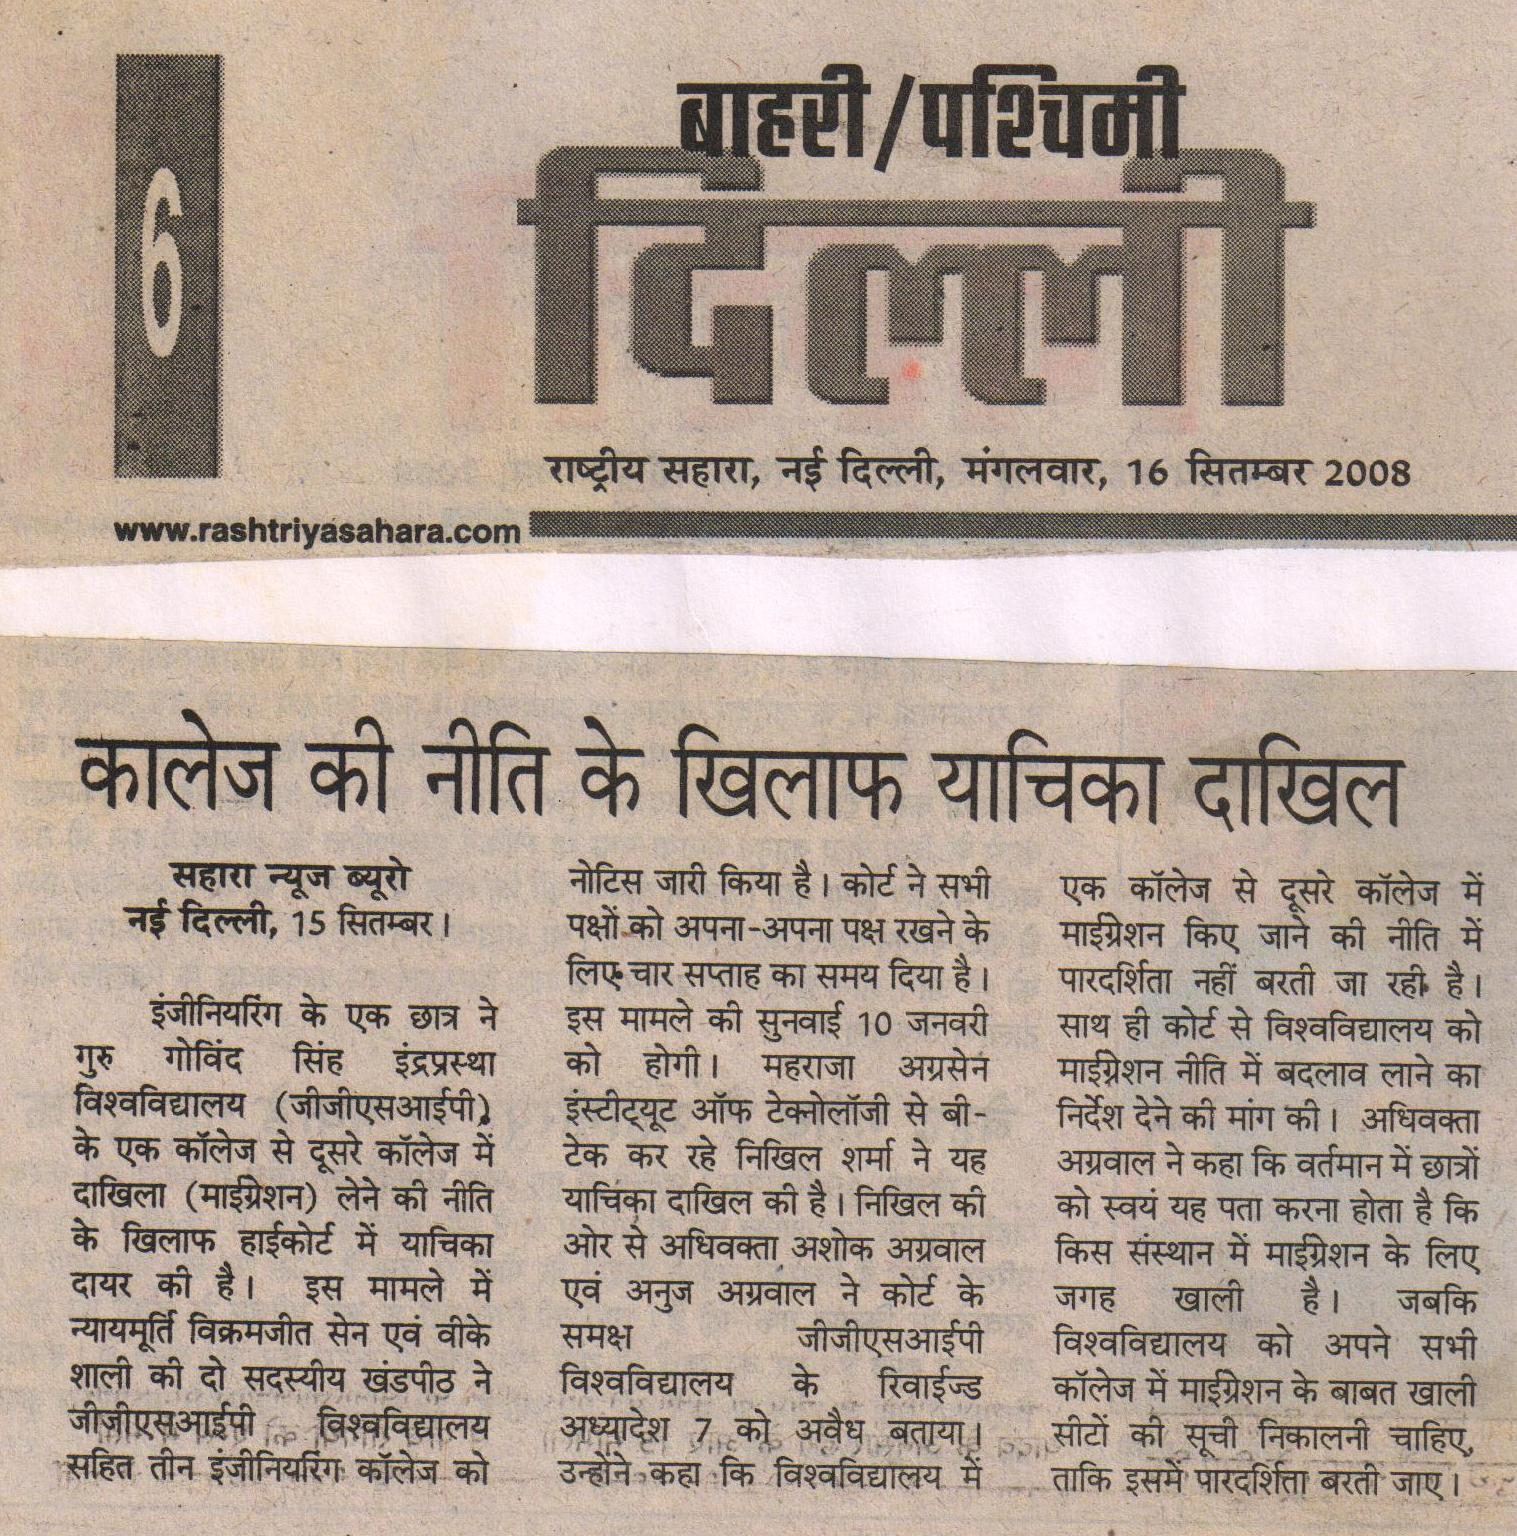 6
बाहरी/पश्चिमी
दिल्ली
राष्ट्रीय सहारा, नई दिल्ली, मंगलवार, 16 सितम्बर 2008
www.rashtriyasahara.com
कालेज की नीति के खिलाफ याचिका दाखिल
सहारा न्यूज ब्यूरो
नई दिल्ली, 15 सितम्बर।
इंजीनियरिंग के एक छात्र ने
गुरु गोविंद सिंह इंद्रप्रस्था
विश्वविद्यालय (जीजीएसआईपी)
के एक कॉलेज से दूसरे कॉलेज में
दाखिला (माईग्रेशन) लेने की नीति
के खिलाफ हाईकोर्ट में याचिका
दायर की है। इस मामले में
न्यायमूर्ति विक्रमजीत सेन एवं वीके
शाली की दो सदस्यीय खंडपीठ ने
जीजीएसआईपी विश्वविद्यालय
सहित तीन इंजीनियरिंग कॉलेज को
नोटिस जारी किया है। कोर्ट ने सभी
पक्षों को अपना-अपना पक्ष रखने के
लिए चार सप्ताह का समय दिया है।
इस मामले की सुनवाई 10 जनवरी
को होगी। महराजा अग्रसेन
इंस्टीट्यूट ऑफ टेक्नोलॉजी से बी-
टेक कर रहे निखिल शर्मा ने यह
याचिका दाखिल की है। निखिल की
ओर से अधिवक्ता अशोक अग्रवाल
एवं अनुज अग्रवाल ने कोर्ट के
समक्ष जीजीएसआईपी
विश्वविद्यालय के रिवाईज्ड
अध्यादेश 7 को अवैध बताया।
उन्होंने कहा कि विश्वविद्यालय में
एक कॉलेज से दूसरे कॉलेज में
माईग्रेशन किए जाने की नीति में
पारदर्शिता नहीं बरती जा रही है।
साथ ही कोर्ट से विश्वविद्यालय को
माईग्रेशन नीति में बदलाव लाने का
निर्देश देने की मांग की। अधिवक्ता
अग्रवाल ने कहा कि वर्तमान में छात्रों
को स्वयं यह पता करना होता है कि
किस संस्थान में माईग्रेशन के लिए
जगह खाली है। जबकि
विश्वविद्यालय को अपने सभी
कॉलेज में माईग्रेशन के बाबत खाली
सीटों की सूची निकालनी चाहिए,
ताकि इसमें पारदर्शिता बरती जाए।